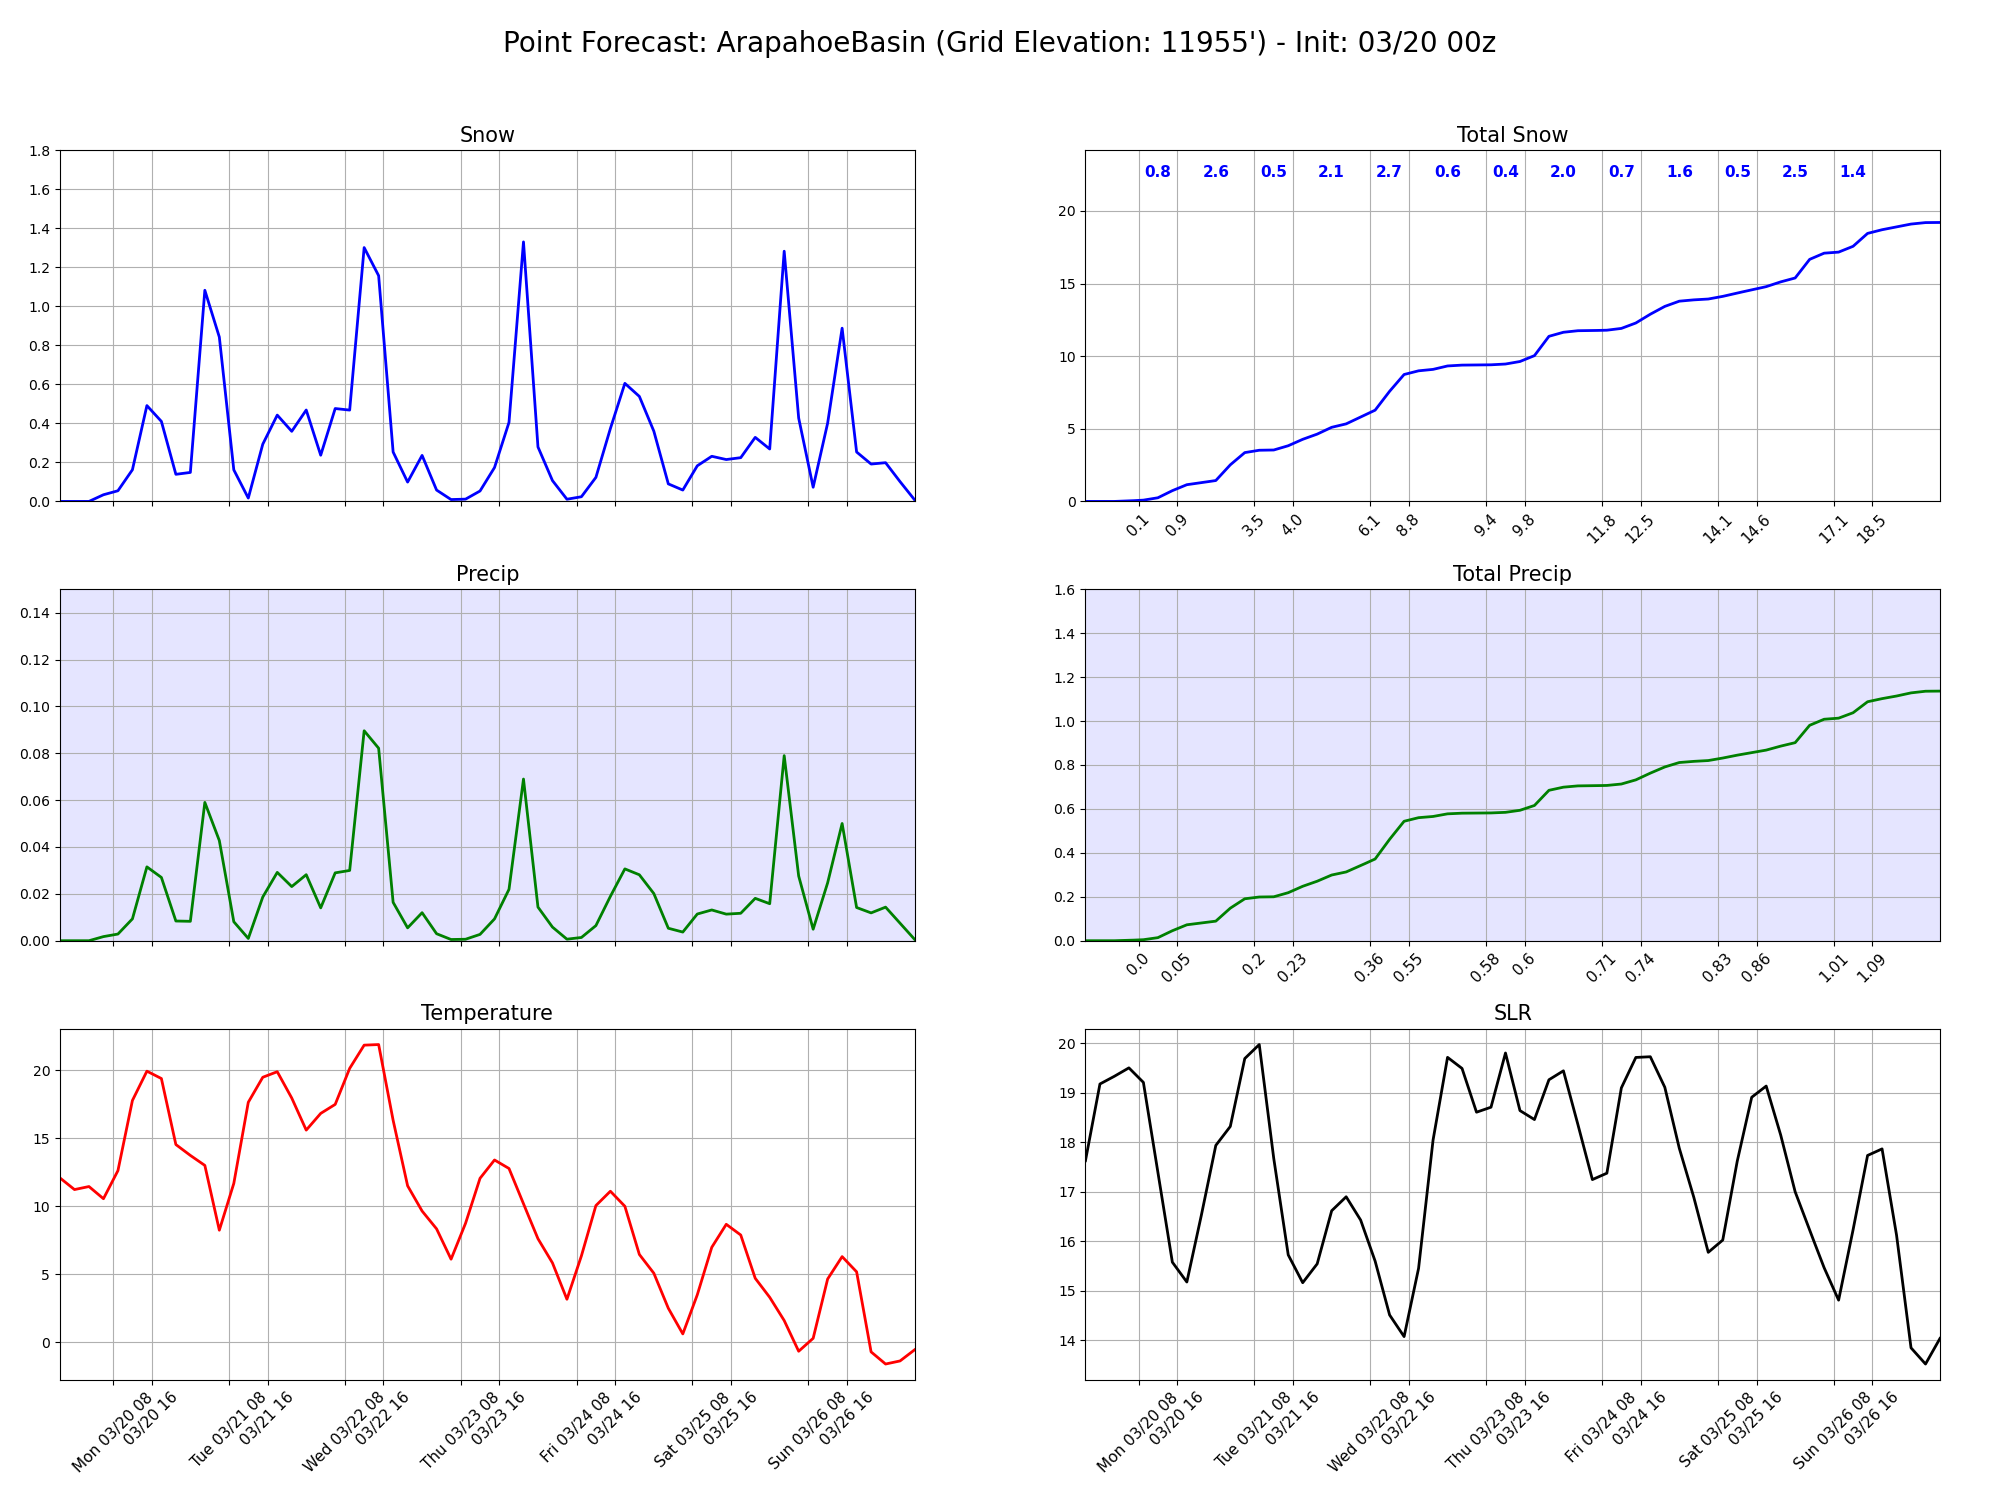 Point Forecast: ArapahoeBasin (Grid Elevation: 11955') - Init: 03/20 00z
Snow
1.8
1.6
1.4
1.2
1.0
0.8
0.6
0.4
0.2
0.0
Total Snow
0.8 2.6 0.5 2.1 2.7 0.6 0.4 2.0 0.7 1.6 0.5 2.5 1.4
20
15
10
5
0
0.1 0.9 3.5 4.0 6.1 8.8 9.4 9.8 11.8 12.5 14.1 14.6 17.1 18.5
Precip
0.14
0.12
0.10
0.08
0.06
0.04
0.02
0.00
Total Precip
1.6
1.4
1.2
1.0
0.8
0.6
0.4
0.2
0.0
0.0 0.05 0.2 0.23 0.36 0.55 0.58 0.6 0.71 0.74 0.83 0.86 1.01 1.09
Temperature
20
15
10
5
0
Mon 03/20 08
03/20 16
Tue 03/21 08
03/21 16
Wed 03/22 08
03/22 16
Thu 03/23 08
03/23 16
Fri 03/24 08
03/24 16
Sat 03/25 08
03/25 16
Sun 03/26 08
03/26 16
SLR
20
19
18
17
16
15
14
Mon 03/20 08
03/20 16
Tue 03/21 08
03/21 16
Wed 03/22 08
03/22 16
Thu 03/23 08
03/23 16
Fri 03/24 08
03/24 16
Sat 03/25 08
03/25 16
Sun 03/26 08
03/26 16